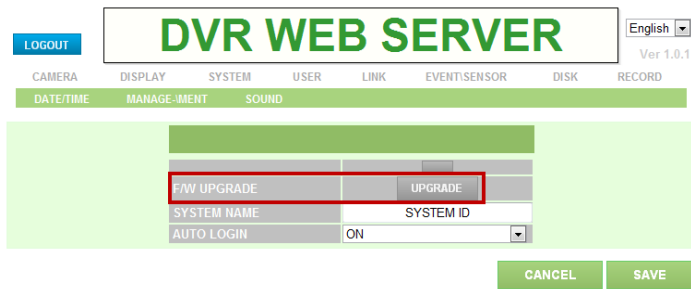 LOGOUT
DVR WEB SERVER
English
Ver 1.0.1
CAMERA DISPLAY SYSTEM USER LINK EVENT\SENSOR DISK RECORD
DATE/TIME MANAGE-\MENT SOUND
F/W UPGRADE UPGRADE
SYSTEM NAME SYSTEM ID
AUTO LOGIN ON
CANCEL SAVE